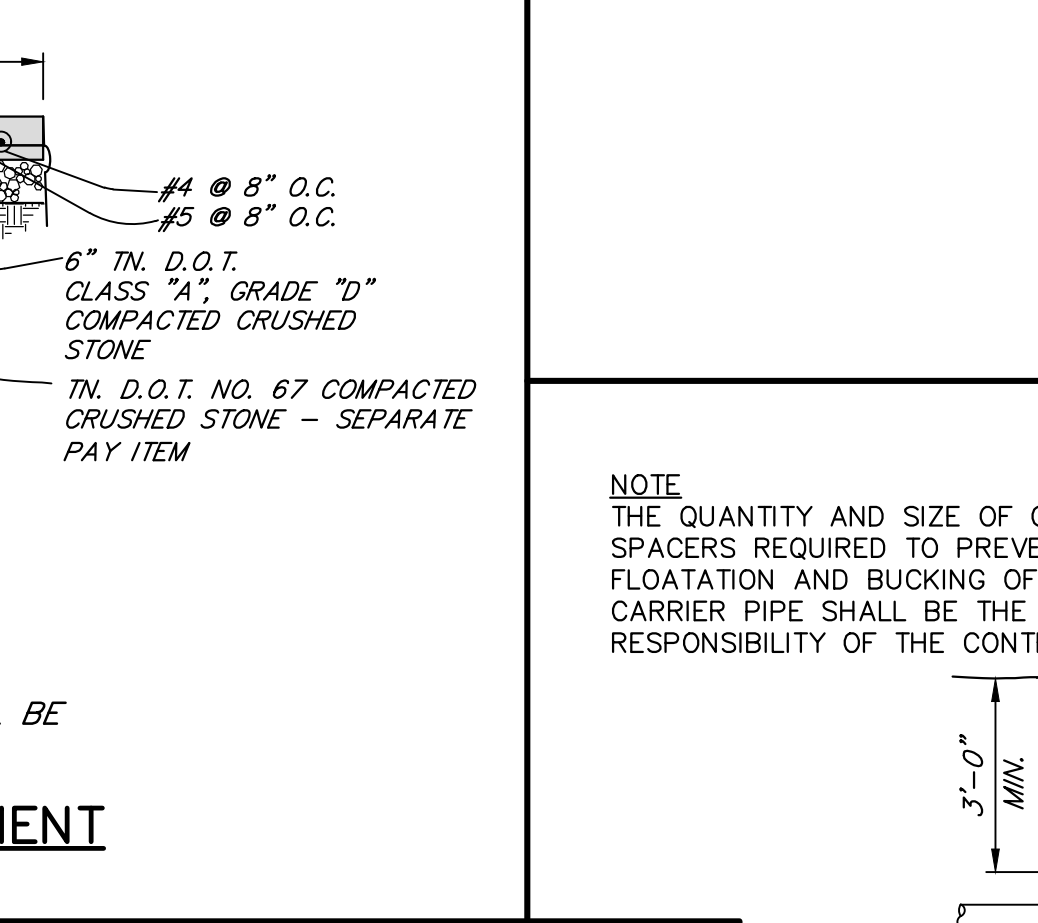 #4 @ 8" O.C.
#5 @ 8" O.C.
6" TN. D.O.T.
CLASS "A", GRADE "D"
COMPACTED CRUSHED
STONE
TN. D.O.T. NO. 67 COMPACTED
CRUSHED STONE – SEPARATE
PAY ITEM
BE
NOTE
THE QUANTITY AND SIZE OF
SPACERS REQUIRED TO
FLOATATION AND BUCKING OF
CARRIER PIPE SHALL BE THE
RESPONSIBILITY OF THE
3'-0"
MIN.